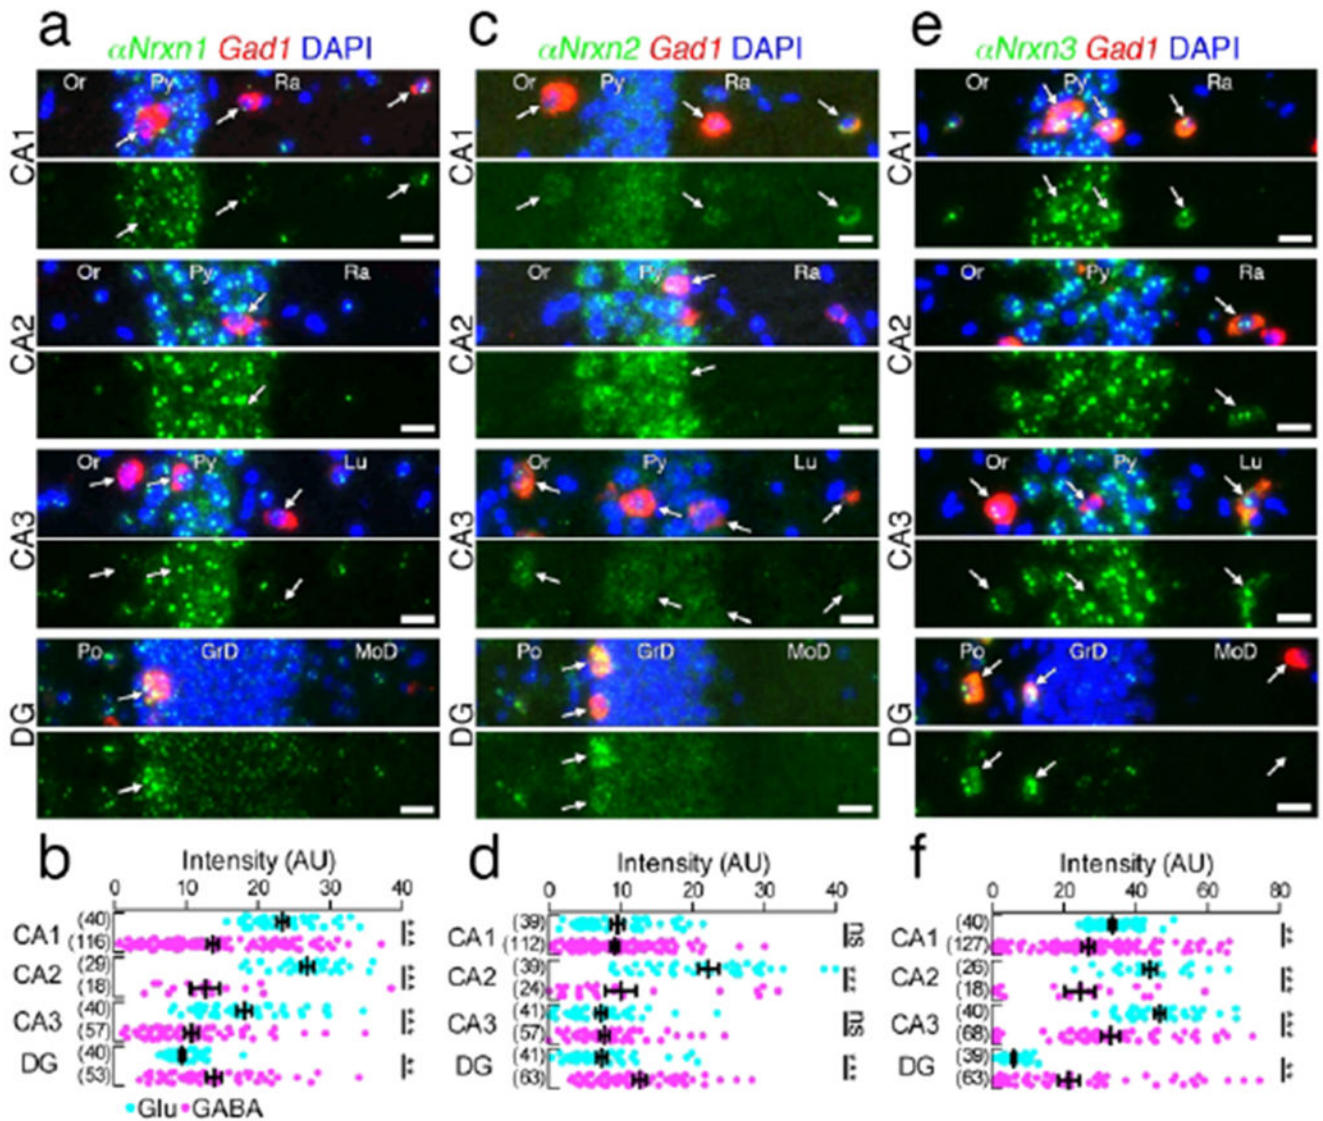 a
αNrxn1 Gad1 DAPI
CA1
Or Py Ra
CA2
Or Py Ra
CA3
Or Py Lu
DG
Po GrD MoD
c
αNrxn2 Gad1 DAPI
CA1
Or Py Ra
CA2
Or Py Ra
CA3
Or Py Lu
DG
Po GrD MoD
e
αNrxn3 Gad1 DAPI
CA1
Or Py Ra
CA2
Or Py Ra
CA3
Or Py Lu
DG
Po GrD MoD
b
Intensity (AU)
0 10 20 30 40
CA1 (40)
(116)
CA2 (29)
(18)
CA3 (40)
(57)
DG (40)
(53)
Glu GABA
d
Intensity (AU)
0 10 20 30 40
CA1 (39)
(112)
ns
CA2 (39)
(24)
CA3 (41)
(57)
ns
DG (41)
(63)
f
Intensity (AU)
0 20 40 60 80
CA1 (40)
(127)
CA2 (26)
(18)
CA3 (40)
(68)
DG (39)
(63)